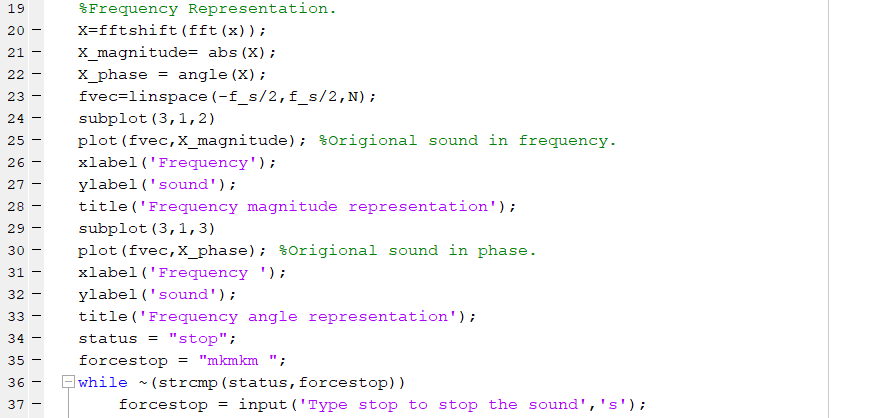 19 %Frequency Representation.
20 – X=fftshift(fft(x));
21 – X_magnitude= abs(X);
22 – X_phase = angle(X);
23 – fvec=linspace(-f_s/2,f_s/2,N);
24 – subplot(3,1,2)
25 – plot(fvec,X_magnitude); %Origional sound in frequency.
26 – xlabel('Frequency');
27 – ylabel('sound');
28 – title('Frequency magnitude representation');
29 – subplot(3,1,3)
30 – plot(fvec,X_phase); %Origional sound in phase.
31 – xlabel('Frequency ');
32 – ylabel('sound');
33 – title('Frequency angle representation');
34 – status = "stop";
35 – forcestop = "mkmkm ";
36 – while ~(strcmp(status,forcestop))
37 – forcestop = input('Type stop to stop the sound','s');